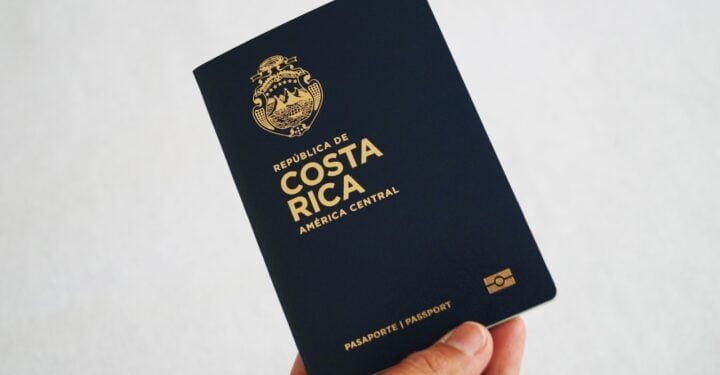 REPÚBLICA DE
COSTA
RICA
AMÉRICA CENTRAL
PASAPORTE | PASSPORT